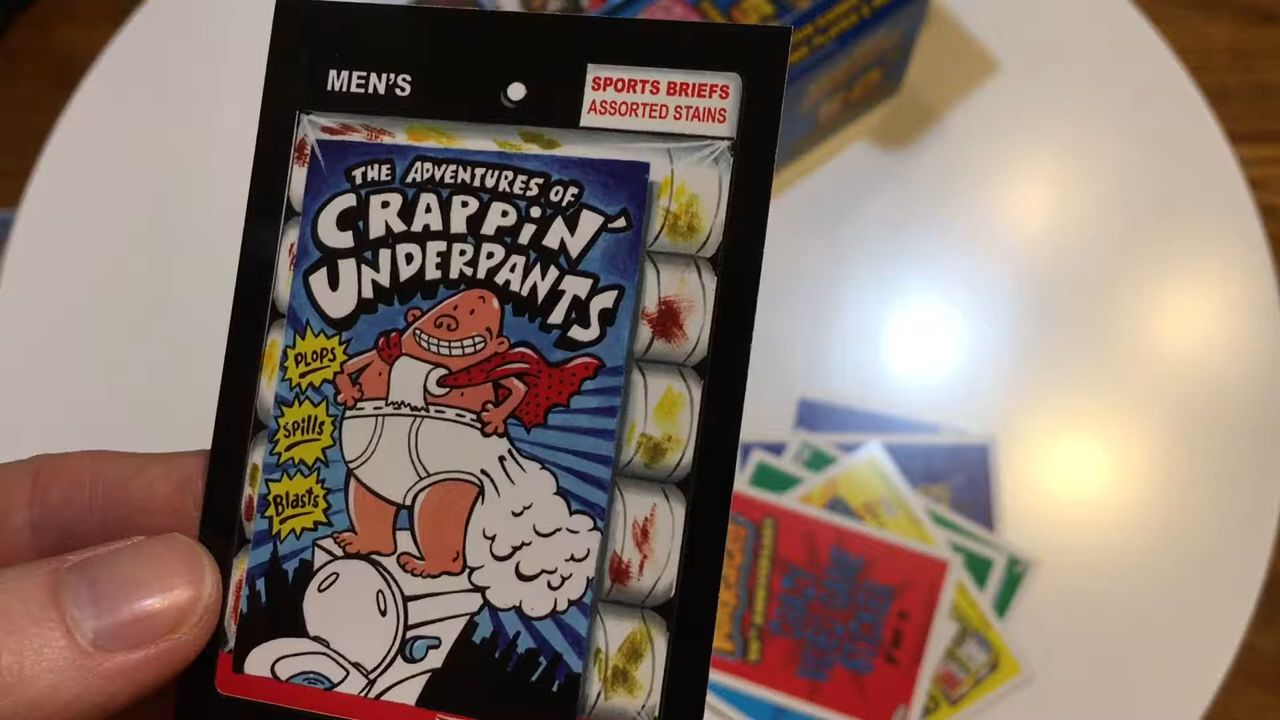 MEN'S
SPORTS BRIEFS
ASSORTED STAINS
THE ADVENTURES OF
CRAPPiN'
UNDERPANTS
PLOPS
SPiLLS
BLASTS